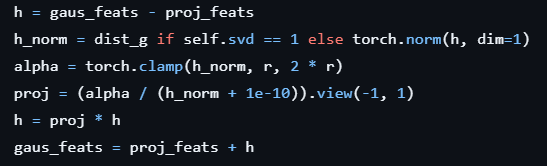 h = gaus_feats - proj_feats
h_norm = dist_g if self.svd == 1 else torch.norm(h, dim=1)
alpha = torch.clamp(h_norm, r, 2 * r)
proj = (alpha / (h_norm + 1e-10)).view(-1, 1)
h = proj * h
gaus_feats = proj_feats + h